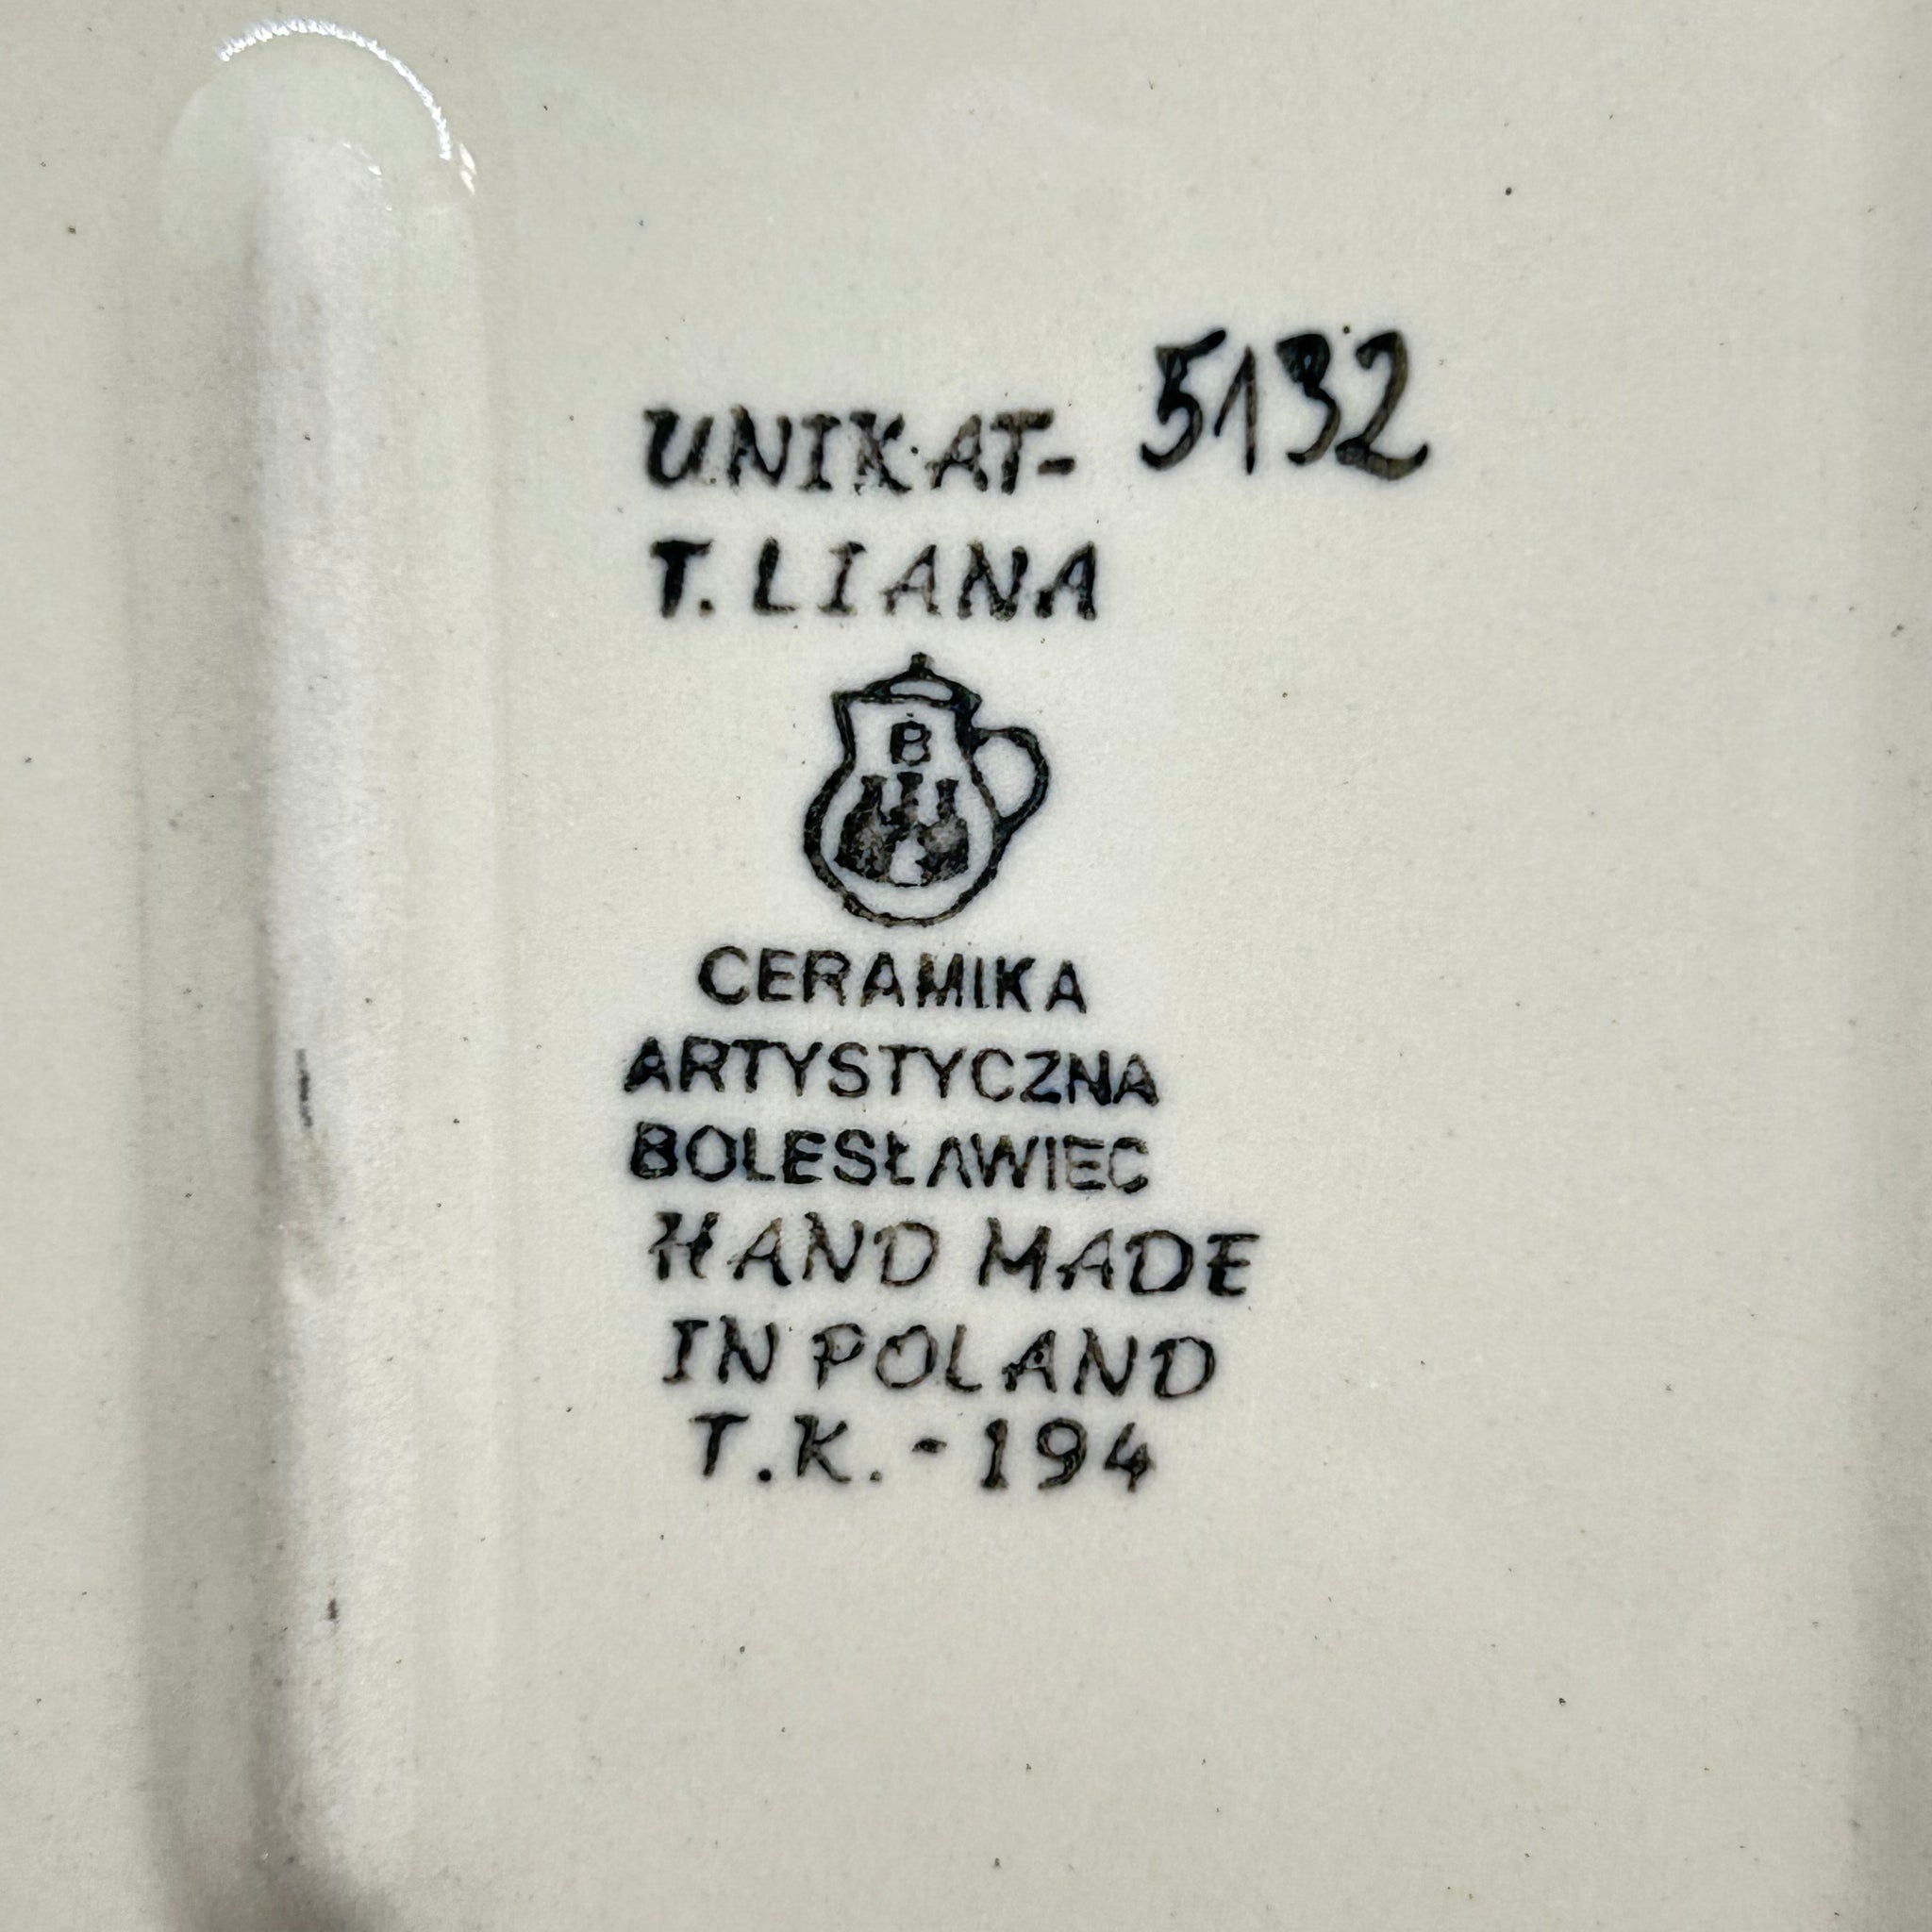 UNIKAT- 5132
T. LIANA
B
CERAMIKA
ARTYSTYCZNA
BOLESŁAWIEC
HAND MADE
IN POLAND
T.K.-194